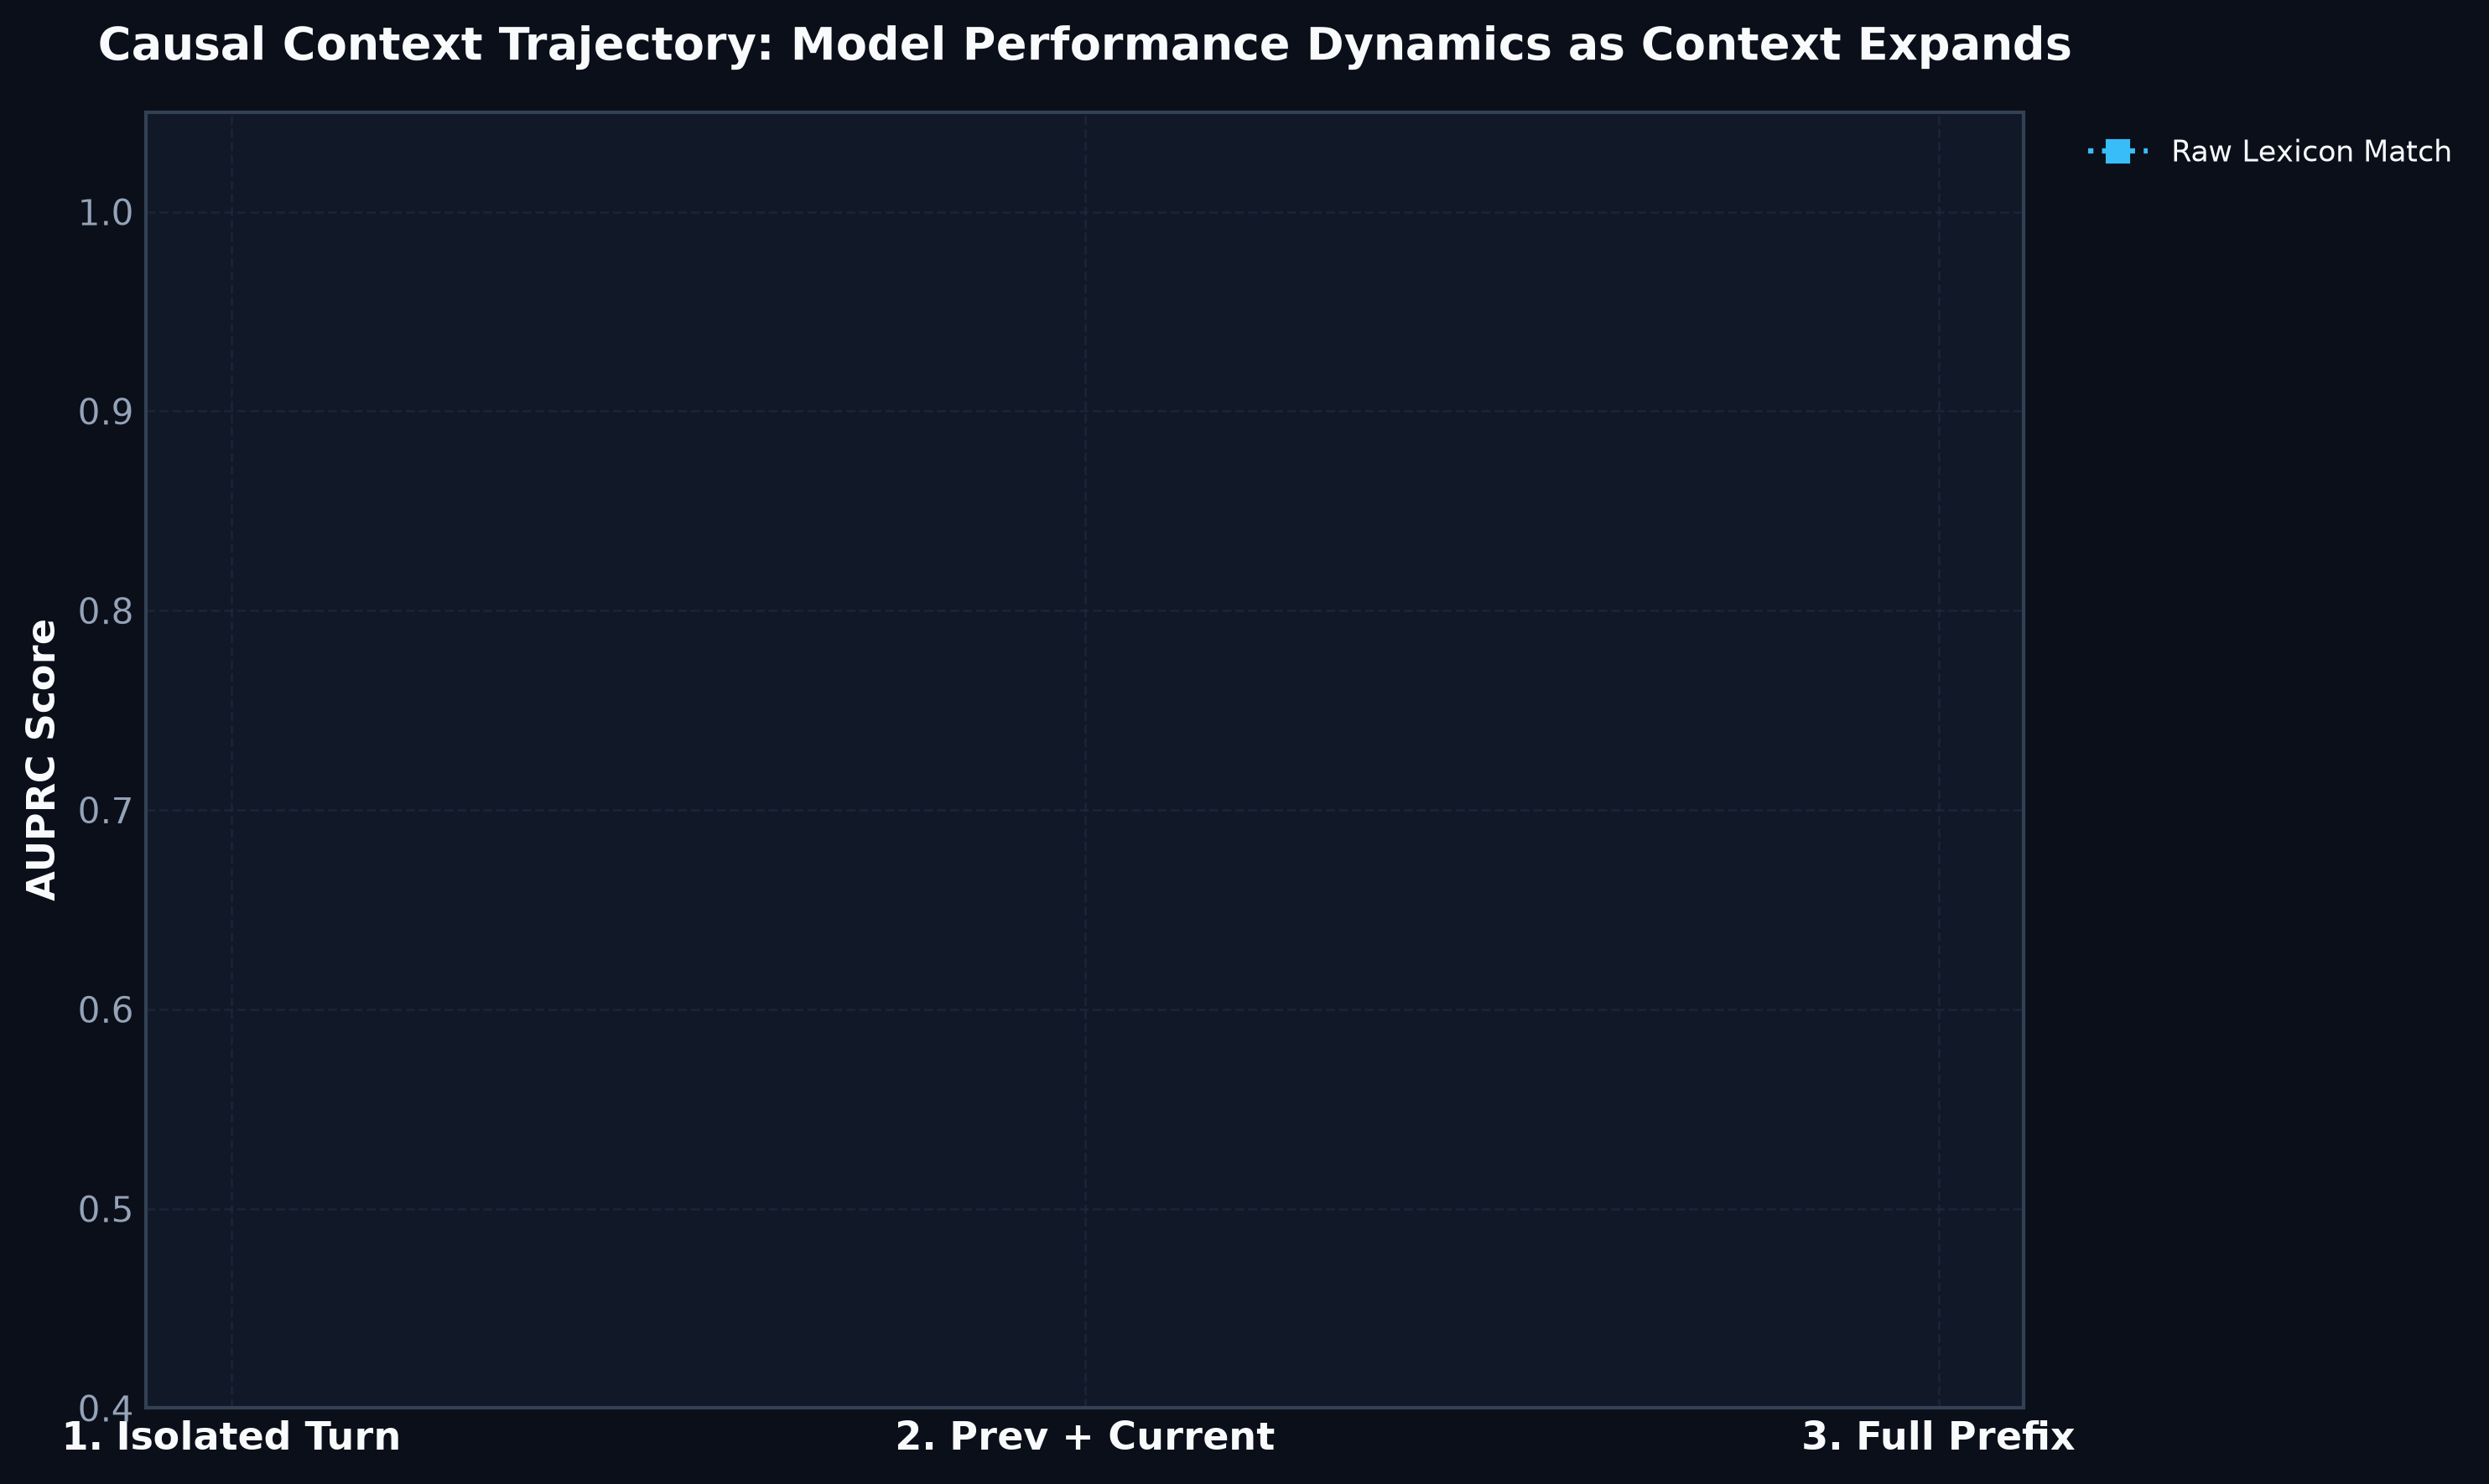 Causal Context Trajectory: Model Performance Dynamics as Context Expands
Raw Lexicon Match
AUPRC Score
1.0
0.9
0.8
0.7
0.6
0.5
0.4
1. Isolated Turn
2. Prev + Current
3. Full Prefix